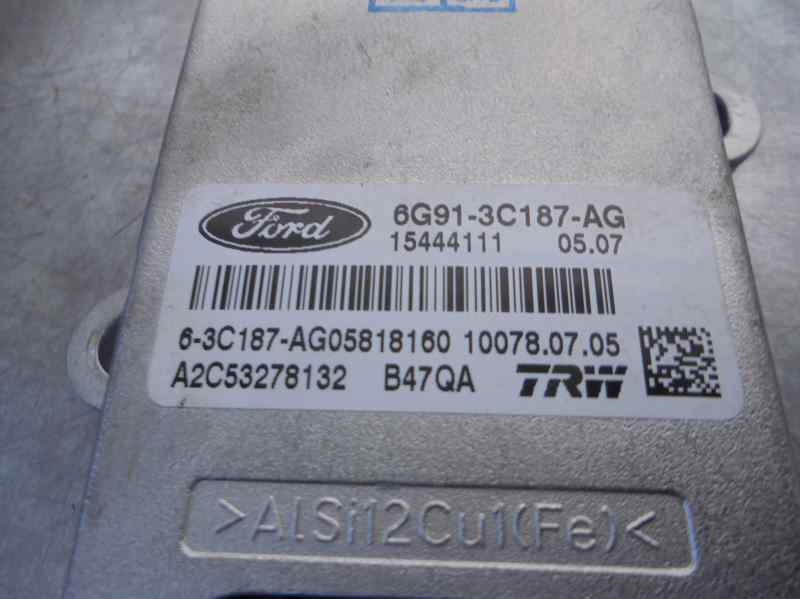 Ford
6G91-3C187-AG
15444111 05.07
6-3C187-AG05818160 10078.07.05
A2C53278132 B47QA TRW
>AlSi12Cu1(Fe)<